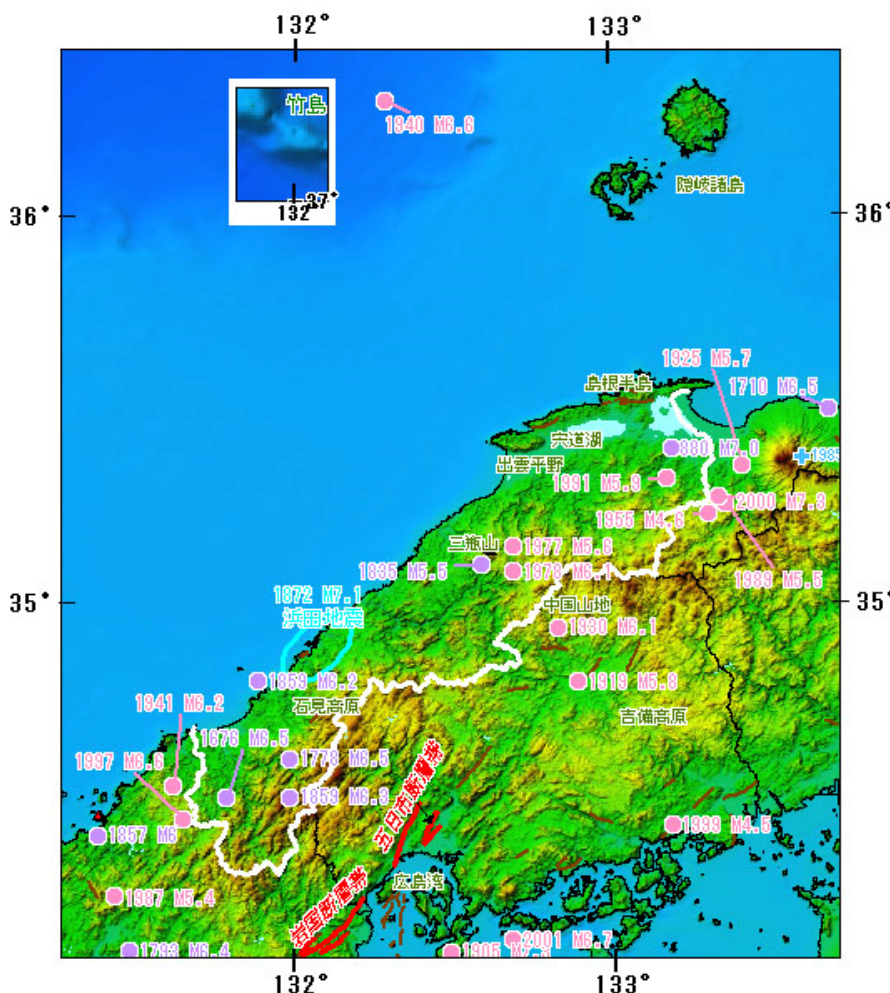 132°
133°
竹島
132°
37°
1940 M6.6
隠岐諸島
36°
36°
1925 M5.7
島根半島
1710 M6.5
宍道湖
880 M7.0
出雲平野
1991 M5.9
2000 M7.3
1955 M4.8
三瓶山
1977 M5.6
1835 M5.5
1978 M6.1
1989 M5.5
1872 M7.1
浜田地震
35°
35°
中国山地
1930 M6.1
1859 M6.2
1919 M5.8
1941 M6.2
石見高原
吉備高原
1676 M6.5
1778 M6.5
1997 M6.6
1859 M6.3
五日市断層帯
1999 M4.5
1857 M6
広島湾
1987 M5.4
岩国断層帯
2001 M6.7
1793 M6.4
1905
132°
133°